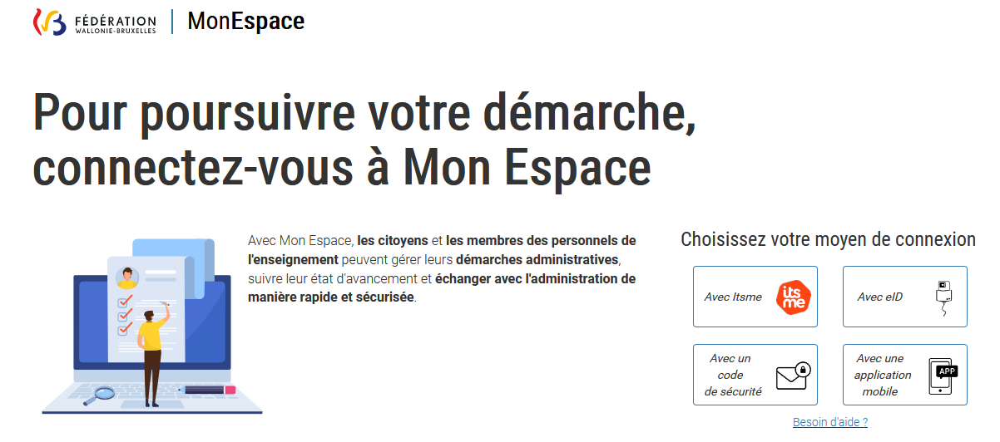 FÉDÉRATION
WALLONIE-BRUXELLES
MonEspace
Pour poursuivre votre démarche,
connectez-vous à Mon Espace
Avec Mon Espace, les citoyens et les membres des personnels de
l'enseignement peuvent gérer leurs démarches administratives,
suivre leur état d'avancement et échanger avec l'administration de
manière rapide et sécurisée.
Choisissez votre moyen de connexion
Avec Itsme
its
me
Avec eID
Avec un
code
de sécurité
Avec une
application
mobile
APP
Besoin d'aide ?